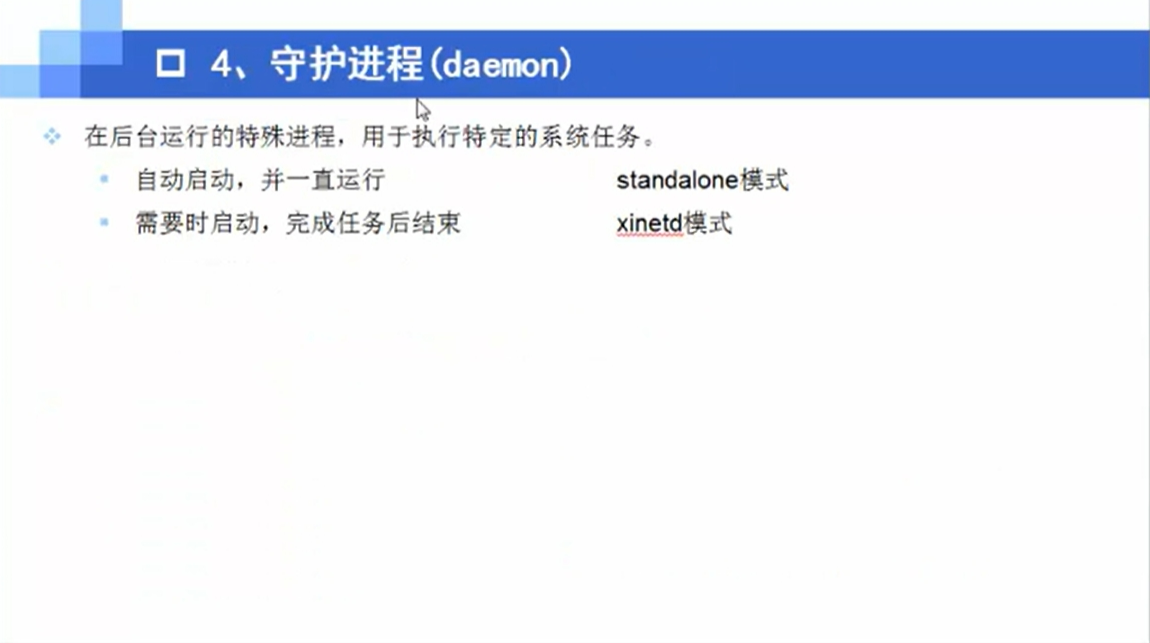 4、守护进程(daemon)
在后台运行的特殊进程，用于执行特定的系统任务。
自动启动，并一直运行 standalone模式
需要时启动，完成任务后结束 xinetd模式